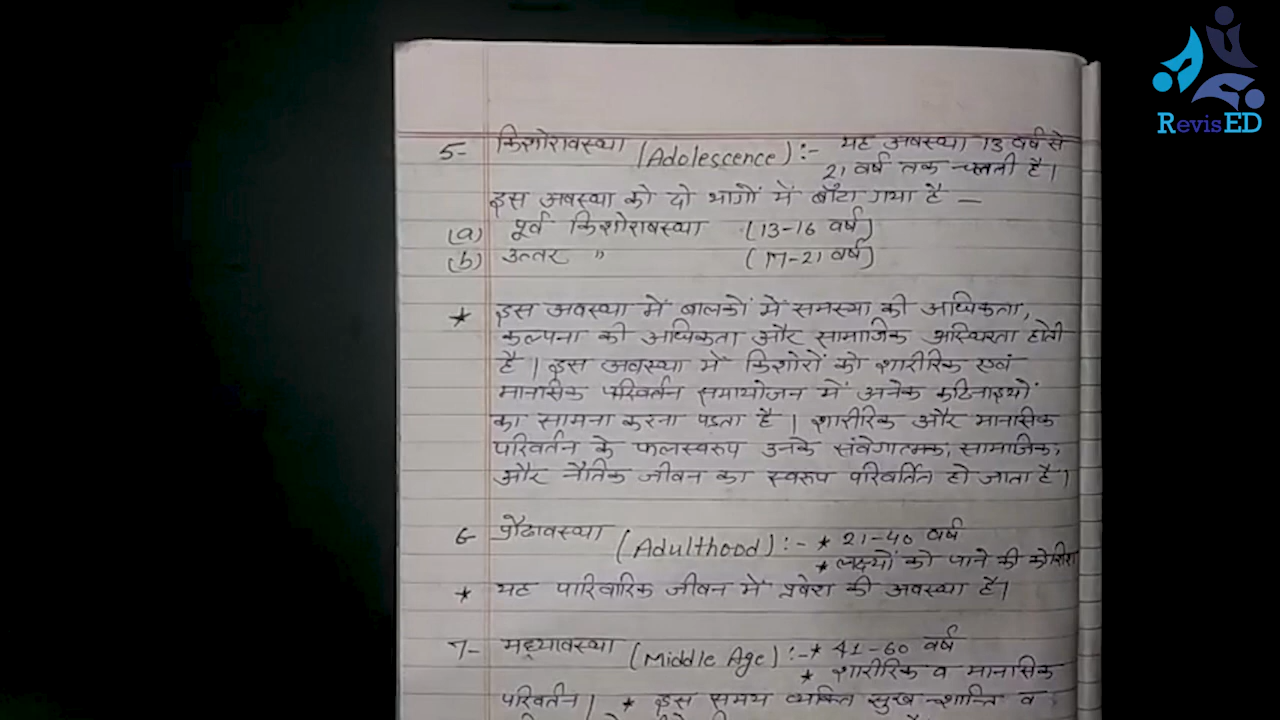 RevisED
5- किशोरावस्था (Adolescence) :- यह अवस्था 13 वर्ष से
21 वर्ष तक चलती है।
इस अवस्था को दो भागों में बाँटा गया है —
(a) पूर्व किशोरावस्था (13-16 वर्ष)
(b) उत्तर " (17-21 वर्ष)
★ इस अवस्था में बालकों में समस्या की अधिकता,
कल्पना की अधिकता और सामाजिक अस्थिरता होती
है। इस अवस्था में किशोरों को शारीरिक एवं
मानसिक परिवर्तन समायोजन में अनेक कठिनाइयों
का सामना करना पडता है। शारीरिक और मानसिक
परिवर्तन के फलस्वरूप उनके संवेगात्मक, सामाजिक,
और नैतिक जीवन का स्वरूप परिवर्तित हो जाता है।
6- प्रौढावस्था (Adulthood) :- ★ 21-40 वर्ष
★ लक्ष्यों को पाने की कोशिश
★ यह पारिवारिक जीवन में प्रवेश की अवस्था है।
7- मध्यावस्था (Middle Age) :- ★ 41-60 वर्ष
★ शारीरिक व मानसिक
परिवर्तन। ★ इस समय व्यक्ति सुख शान्ति व